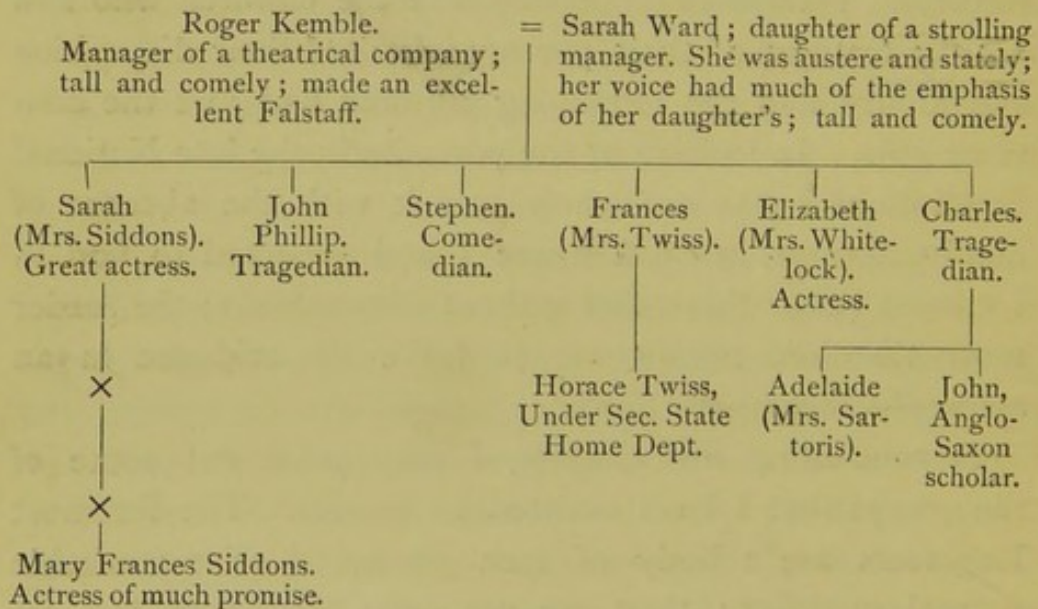 Roger Kemble.
Manager of a theatrical company ;
tall and comely ; made an excel-
lent Falstaff.
= Sarah Ward ; daughter of a strolling
manager. She was austere and stately;
her voice had much of the emphasis
of her daughter's ; tall and comely.
Sarah
(Mrs. Siddons).
Great actress.
John
Phillip.
Tragedian.
Stephen.
Come-
dian.
Frances
(Mrs. Twiss).
Elizabeth
(Mrs. White-
lock).
Actress.
Charles.
Trage-
dian.
×
×
Mary Frances Siddons.
Actress of much promise.
Horace Twiss,
Under Sec. State
Home Dept.
Adelaide
(Mrs. Sar-
toris).
John,
Anglo-
Saxon
scholar.